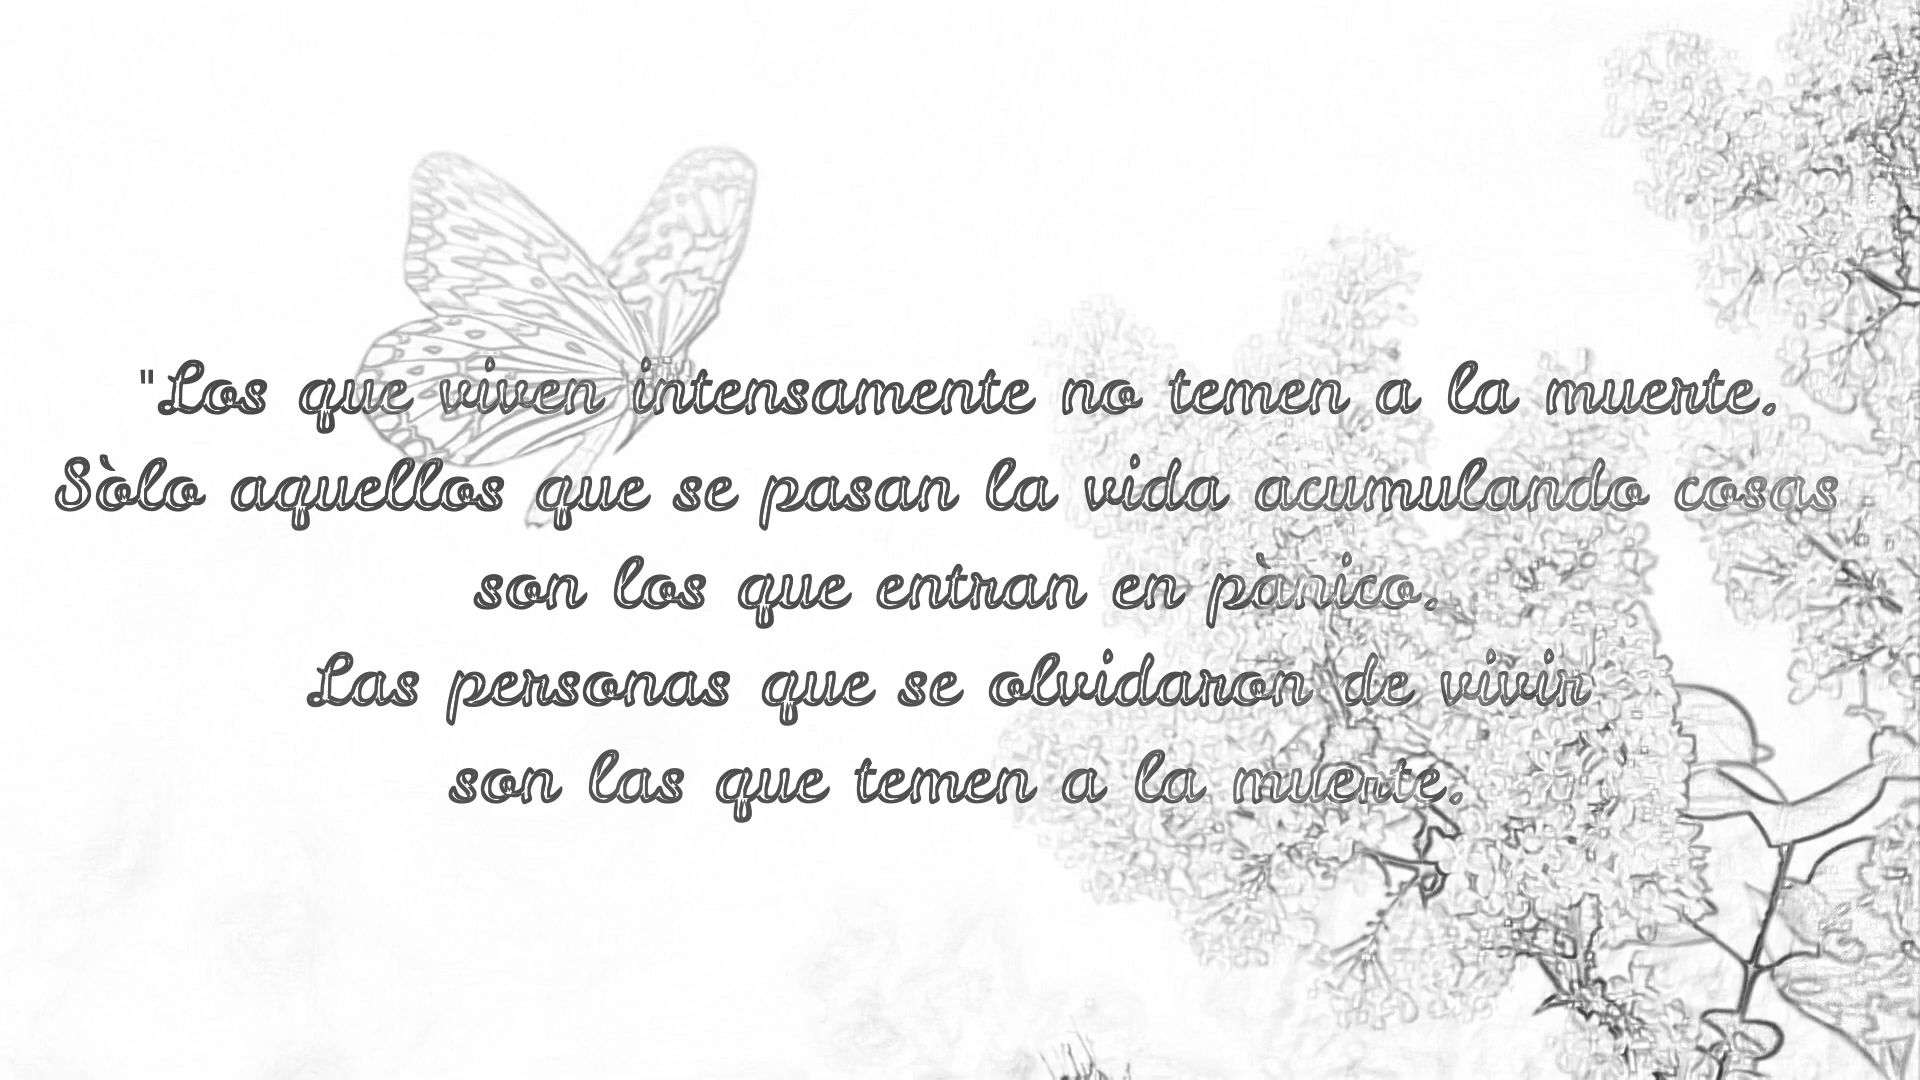 "Los que viven intensamente no temen a la muerte.
Sòlo aquellos que se pasan la vida acumulando cosas
son los que entran en pànico.
Las personas que se olvidaron de vivir
son las que temen a la muerte.